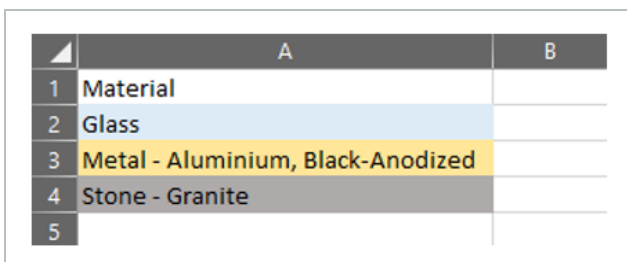 A B
1 Material
2 Glass
3 Metal - Aluminium, Black-Anodized
4 Stone - Granite
5